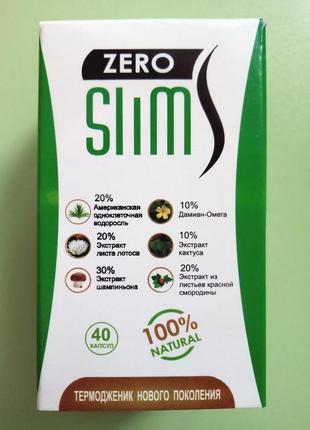 ZERO
SliM
20%
Американская
одноклеточная
водоросль
10%
Дамиан-Омега
20%
Экстракт
листв лотоса
10%
Экстракт
кактуса
30%
Экстракт
шампиньона
20%
Экстракт из
листьев красной
смородины
40
КАПСУЛ
100%
NATURAL
ТЕРМОДЖЕНИК НОВОГО ПОКОЛЕНИЯ